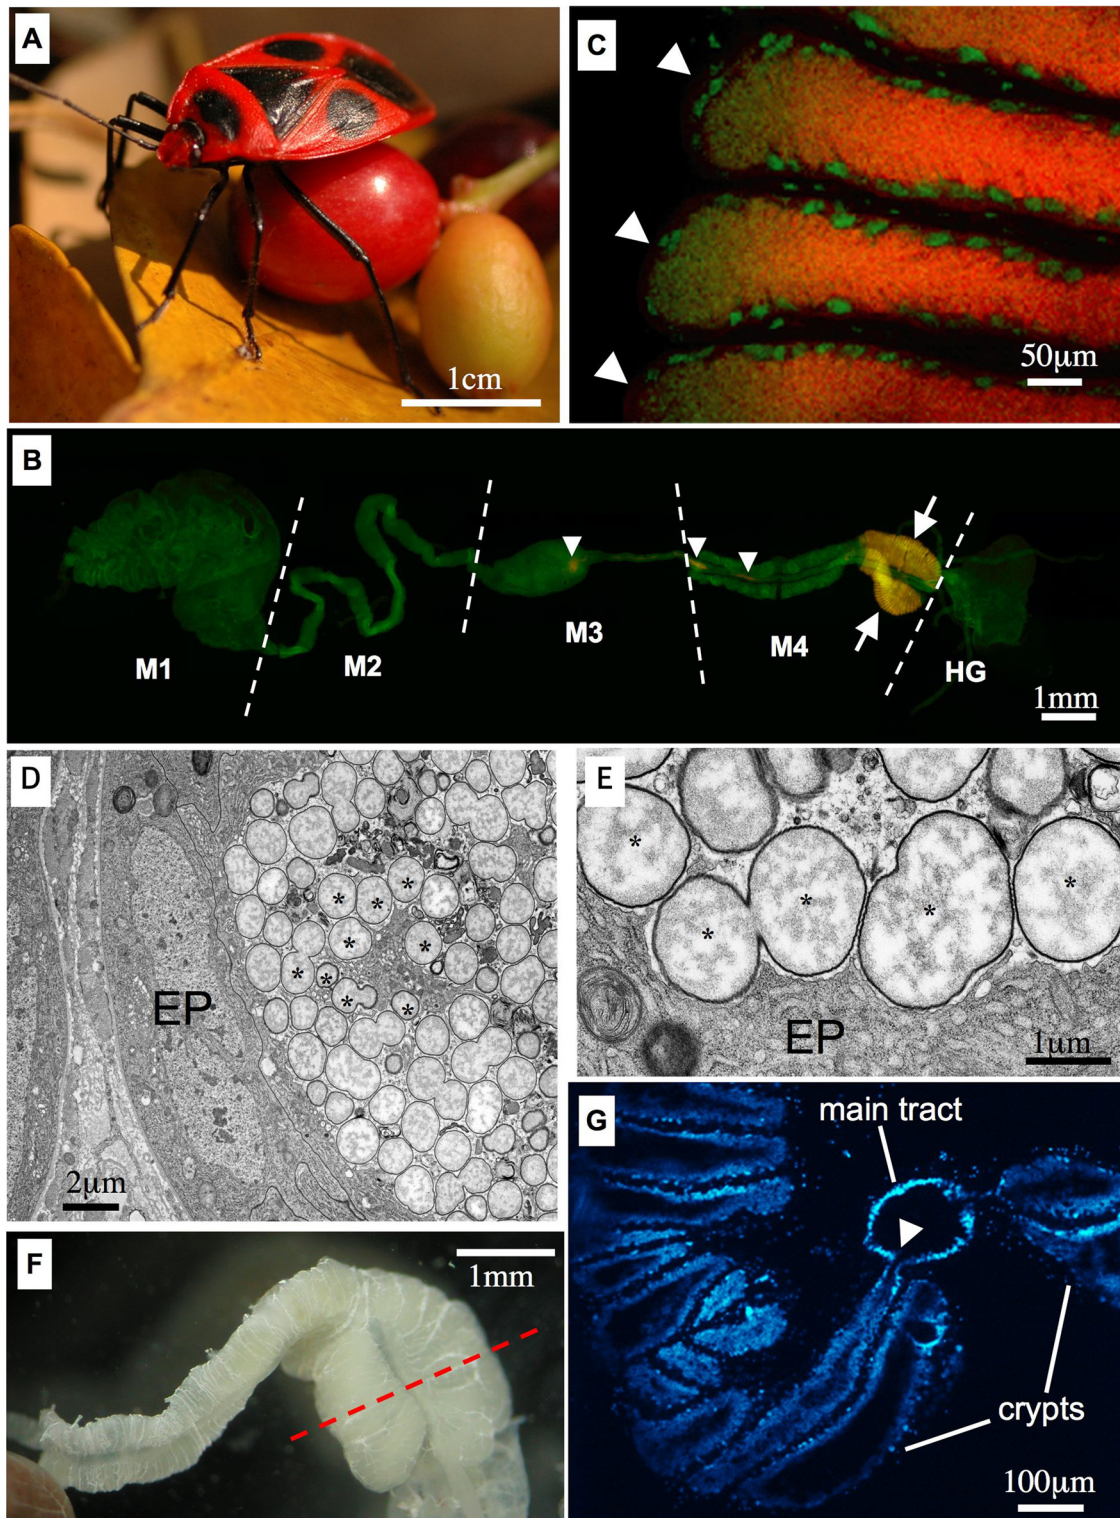 A
1cm
C
50µm
B
M1
M2
M3
M4
HG
1mm
D
EP
2µm
* * * * * * * * * *
E
* * * * *
EP
1µm
F
1mm
G
main tract
crypts
100µm